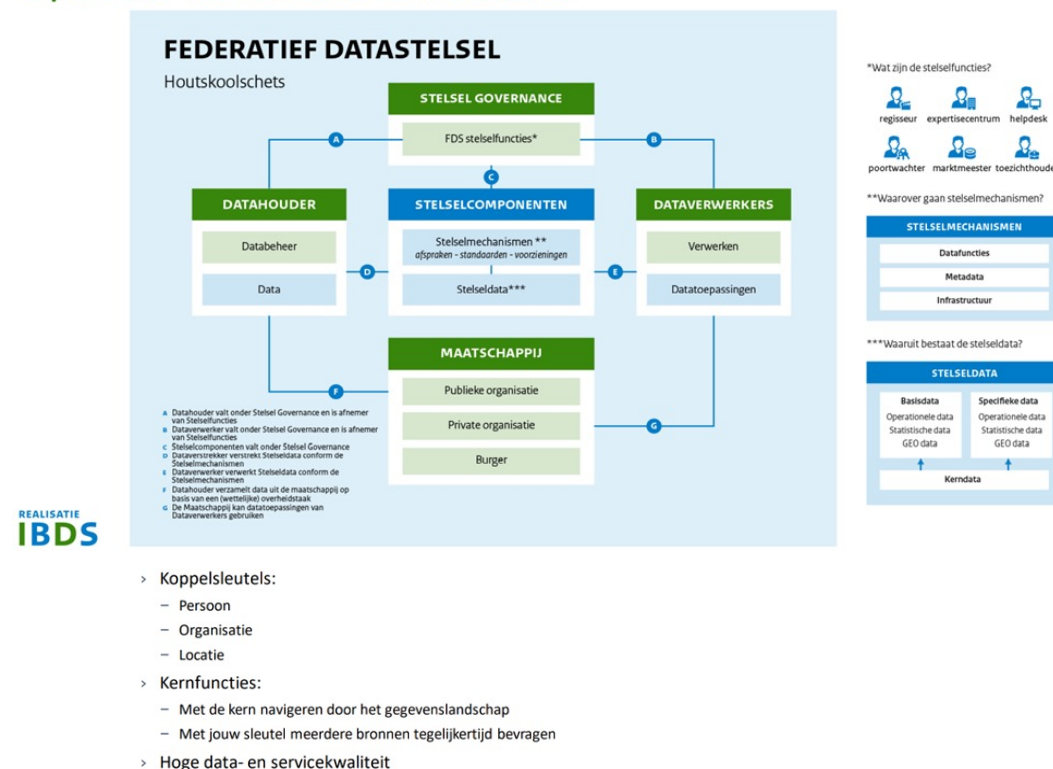 FEDERATIEF DATASTELSEL
Houtskoolschets
STELSEL GOVERNANCE
FDS stelselfuncties*
A
B
C
DATAHOUDER
Databeheer
Data
STELSELCOMPONENTEN
Stelselmechanismen **
afspraken - standaarden - voorzieningen
Stelseldata***
DATAVERWERKERS
Verwerken
Datatoepassingen
D
E
MAATSCHAPPIJ
Publieke organisatie
Private organisatie
Burger
F
G
A Datahouder valt onder Stelsel Governance en is afnemer
van Stelselfuncties
B Dataverwerker valt onder Stelsel Governance en is afnemer
van Stelselfuncties
C Stelselcomponenten valt onder Stelsel Governance
D Dataverstrekker verstrekt Stelseldata conform de
Stelselmechanismen
E Dataverwerker verwerkt Stelseldata conform de
Stelselmechanismen
F Datahouder verzamelt data uit de maatschappij op
basis van een (wettelijke) overheidstaak
G De Maatschappij kan datatoepassingen van
Dataverwerkers gebruiken
*Wat zijn de stelselfuncties?
regisseur expertisecentrum helpdesk
poortwachter marktmeester toezichthoude
**Waarover gaan stelselmechanismen?
STELSELMECHANISMEN
Datafuncties
Metadata
Infrastructuur
***Waaruit bestaat de stelseldata?
STELSELDATA
Basisdata
Operationele data
Statistische data
GEO data
Specifieke data
Operationele data
Statistische data
GEO data
Kerndata
REALISATIE
IBDS
› Koppelsleutels:
– Persoon
– Organisatie
– Locatie
› Kernfuncties:
– Met de kern navigeren door het gegevenslandschap
– Met jouw sleutel meerdere bronnen tegelijkertijd bevragen
› Hoge data- en servicekwaliteit